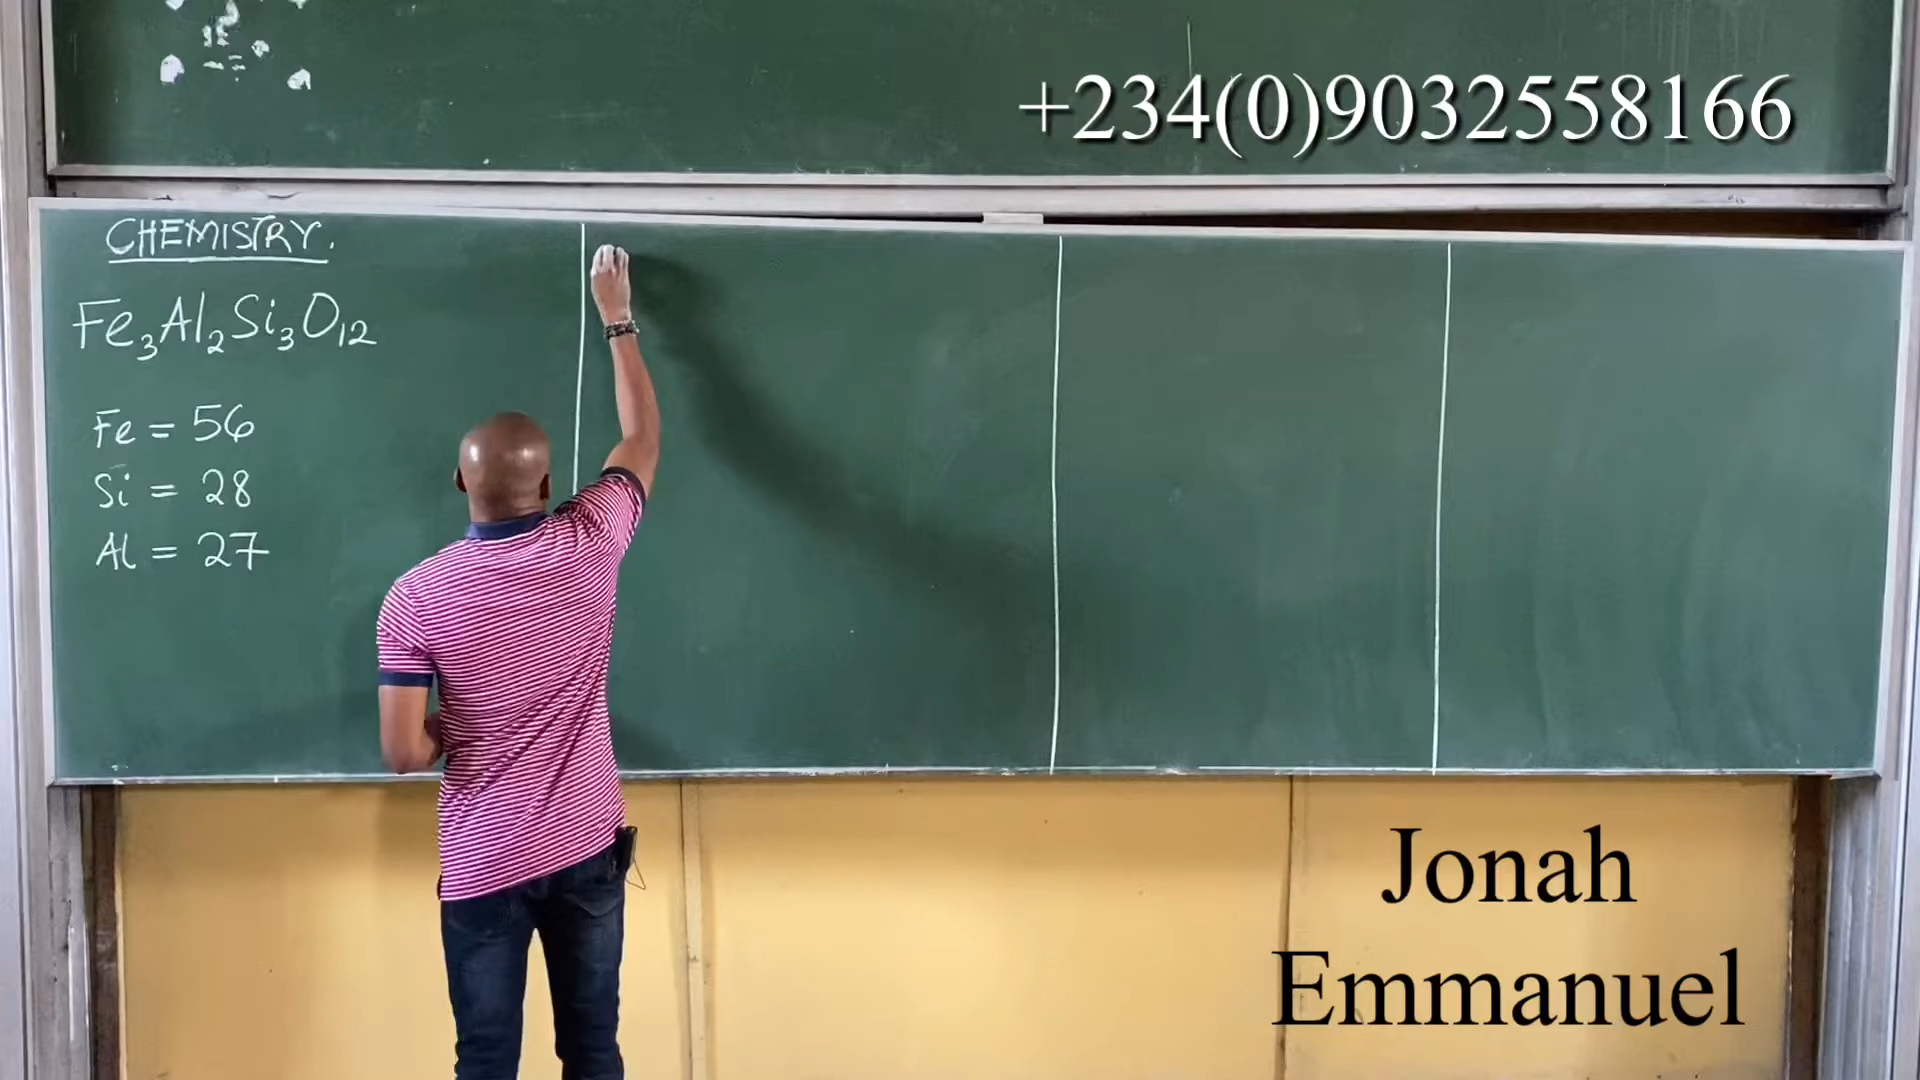 +234(0)9032558166
CHEMISTRY.
Fe₃Al₂Si₃O₁₂
Fe = 56
Si = 28
Al = 27
Jonah
Emmanuel